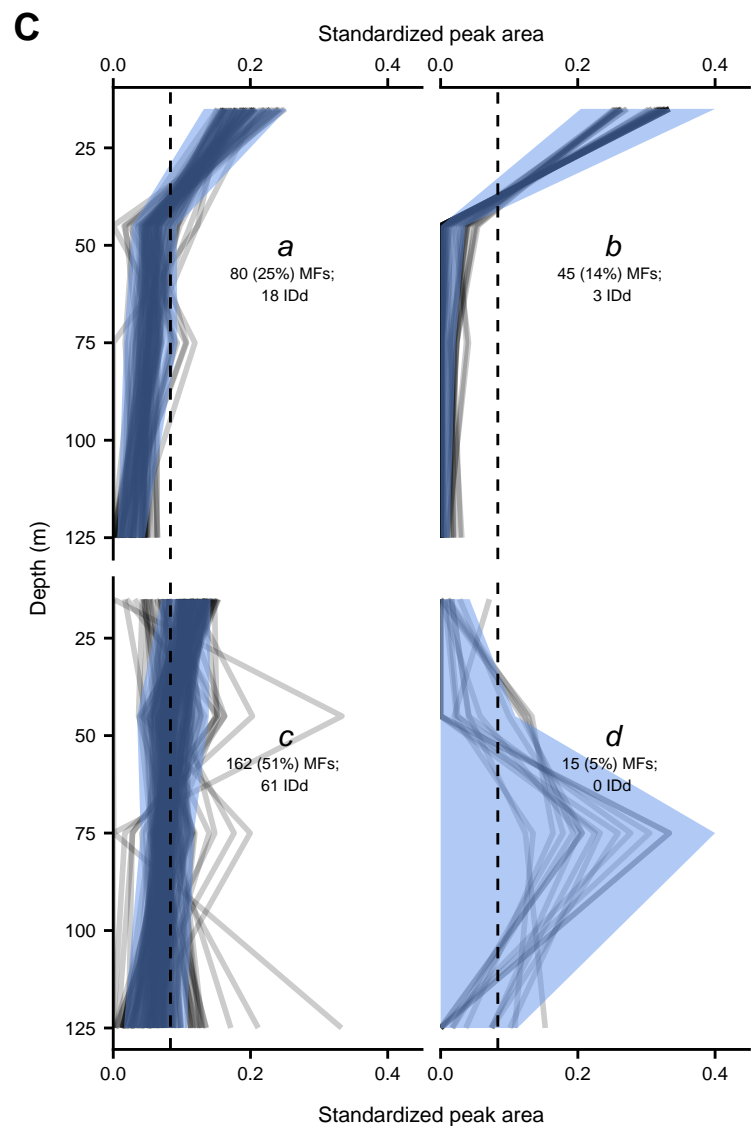 C
Standardized peak area
0.0 0.2 0.4 0.0 0.2 0.4
25
50
75
100
125
a
80 (25%) MFs;
18 IDd
b
45 (14%) MFs;
3 IDd
Depth (m)
25
50
75
100
125
c
162 (51%) MFs;
61 IDd
d
15 (5%) MFs;
0 IDd
0.0 0.2 0.4 0.0 0.2 0.4
Standardized peak area